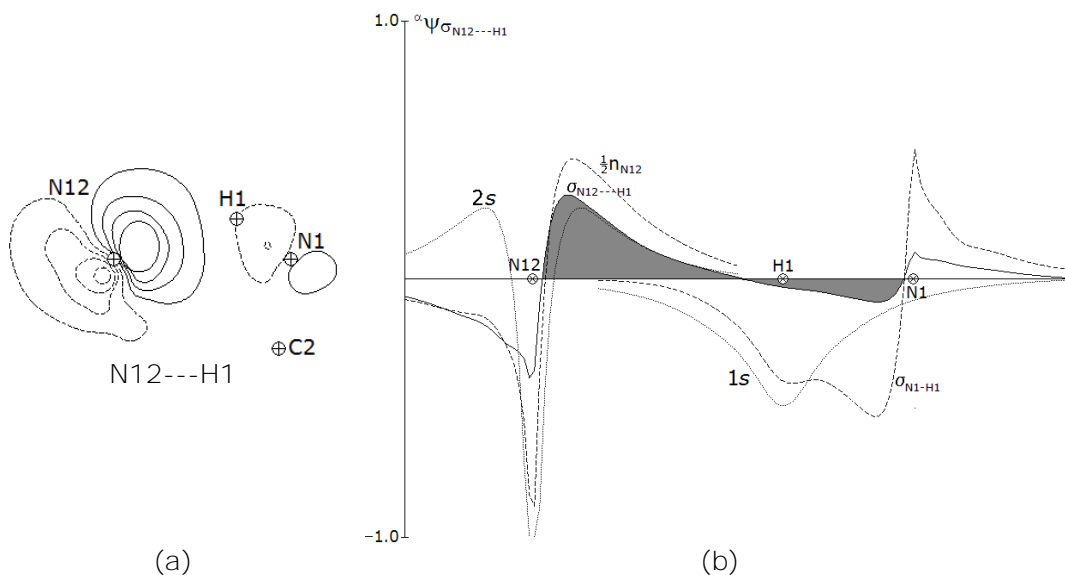 N12
H1
N1
C2
N12---H1
(a)
1.0
αΨσN12---H1
½nN12
σN12---H1
2s
N12
H1
N1
1s
σN1-H1
−1.0
(b)